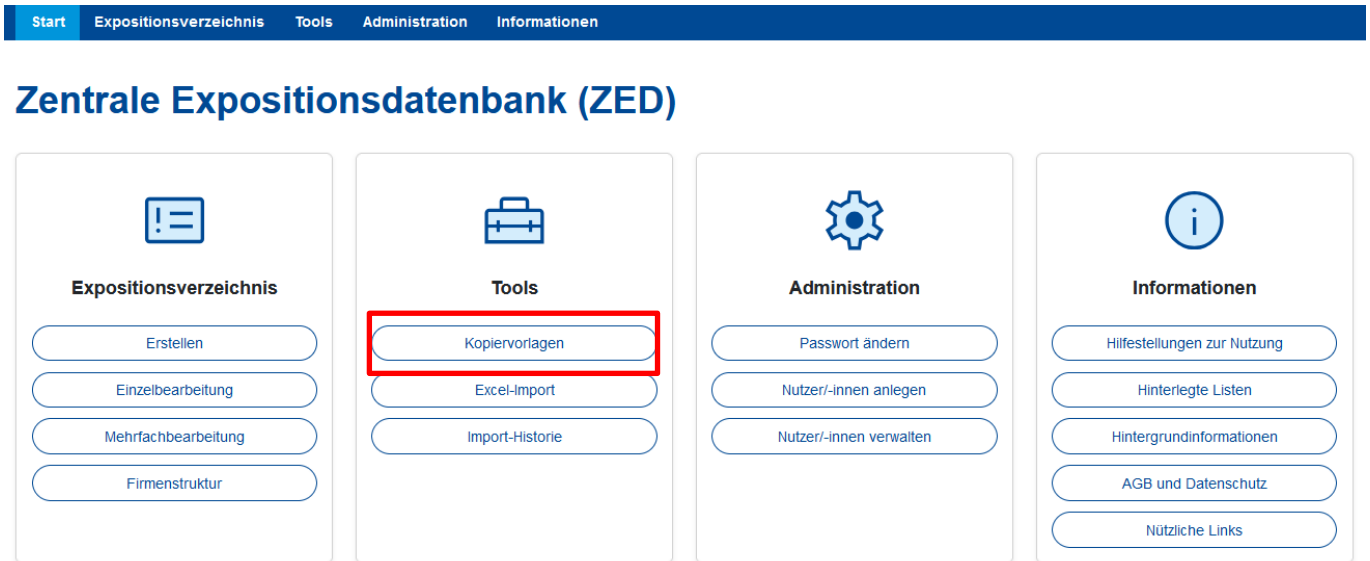 Start Expositionsverzeichnis Tools Administration Informationen
Zentrale Expositionsdatenbank (ZED)
Expositionsverzeichnis
Erstellen
Einzelbearbeitung
Mehrfachbearbeitung
Firmenstruktur
Tools
Kopiervorlagen
Excel-Import
Import-Historie
Administration
Passwort ändern
Nutzer/-innen anlegen
Nutzer/-innen verwalten
Informationen
Hilfestellungen zur Nutzung
Hinterlegte Listen
Hintergrundinformationen
AGB und Datenschutz
Nützliche Links